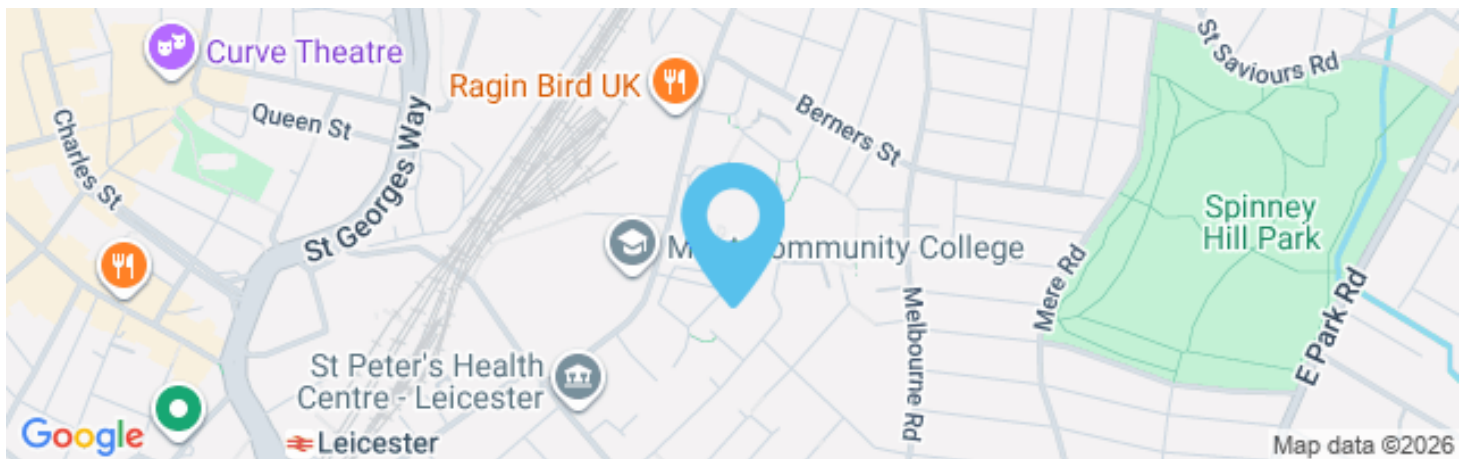 Curve Theatre
Ragin Bird UK
St Saviours Rd
Charles St
Queen St
St Georges Way
Berners St
Spinney
Hill Park
Community College
Mere Rd
Melbourne Rd
E Park Rd
St Peter's Health
Centre - Leicester
Google
Leicester
Map data ©2026